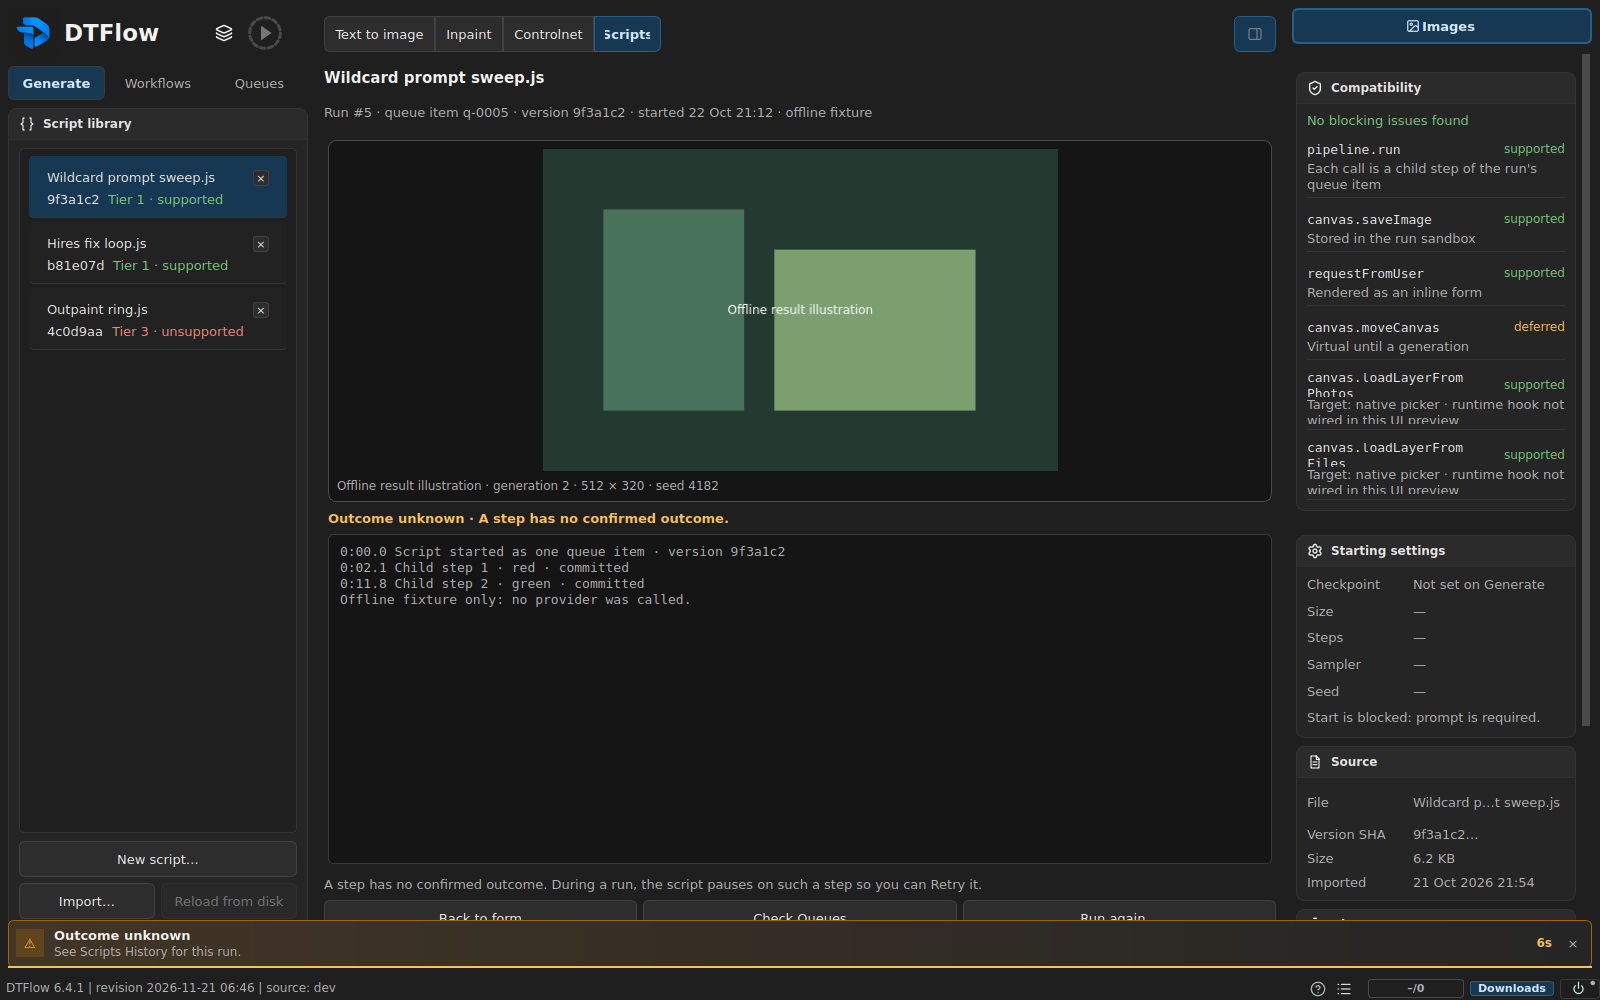 DTFlow
Text to image
Inpaint
Controlnet
Scripts
Images
Generate
Workflows
Queues
Script library
Wildcard prompt sweep.js
9f3a1c2 Tier 1 · supported
Hires fix loop.js
b81e07d Tier 1 · supported
Outpaint ring.js
4c0d9aa Tier 3 · unsupported
New script...
Import...
Reload from disk
Wildcard prompt sweep.js
Run #5 · queue item q-0005 · version 9f3a1c2 · started 22 Oct 21:12 · offline fixture
Offline result illustration
Offline result illustration · generation 2 · 512 × 320 · seed 4182
Outcome unknown · A step has no confirmed outcome.
0:00.0 Script started as one queue item · version 9f3a1c2
0:02.1 Child step 1 · red · committed
0:11.8 Child step 2 · green · committed
Offline fixture only: no provider was called.
A step has no confirmed outcome. During a run, the script pauses on such a step so you can Retry it.
Back to form
Check Queues
Run again
Compatibility
No blocking issues found
pipeline.run supported
Each call is a child step of the run's
queue item
canvas.saveImage supported
Stored in the run sandbox
requestFromUser supported
Rendered as an inline form
canvas.moveCanvas deferred
Virtual until a generation
canvas.loadLayerFrom
Photos supported
Target: native picker · runtime hook not
wired in this UI preview
canvas.loadLayerFrom
Files supported
Target: native picker · runtime hook not
wired in this UI preview
Starting settings
Checkpoint Not set on Generate
Size —
Steps —
Sampler —
Seed —
Start is blocked: prompt is required.
Source
File Wildcard p...t sweep.js
Version SHA 9f3a1c2...
Size 6.2 KB
Imported 21 Oct 2026 21:54
Outcome unknown
See Scripts History for this run.
6s
DTFlow 6.4.1 | revision 2026-11-21 06:46 | source: dev
-/0
Downloads